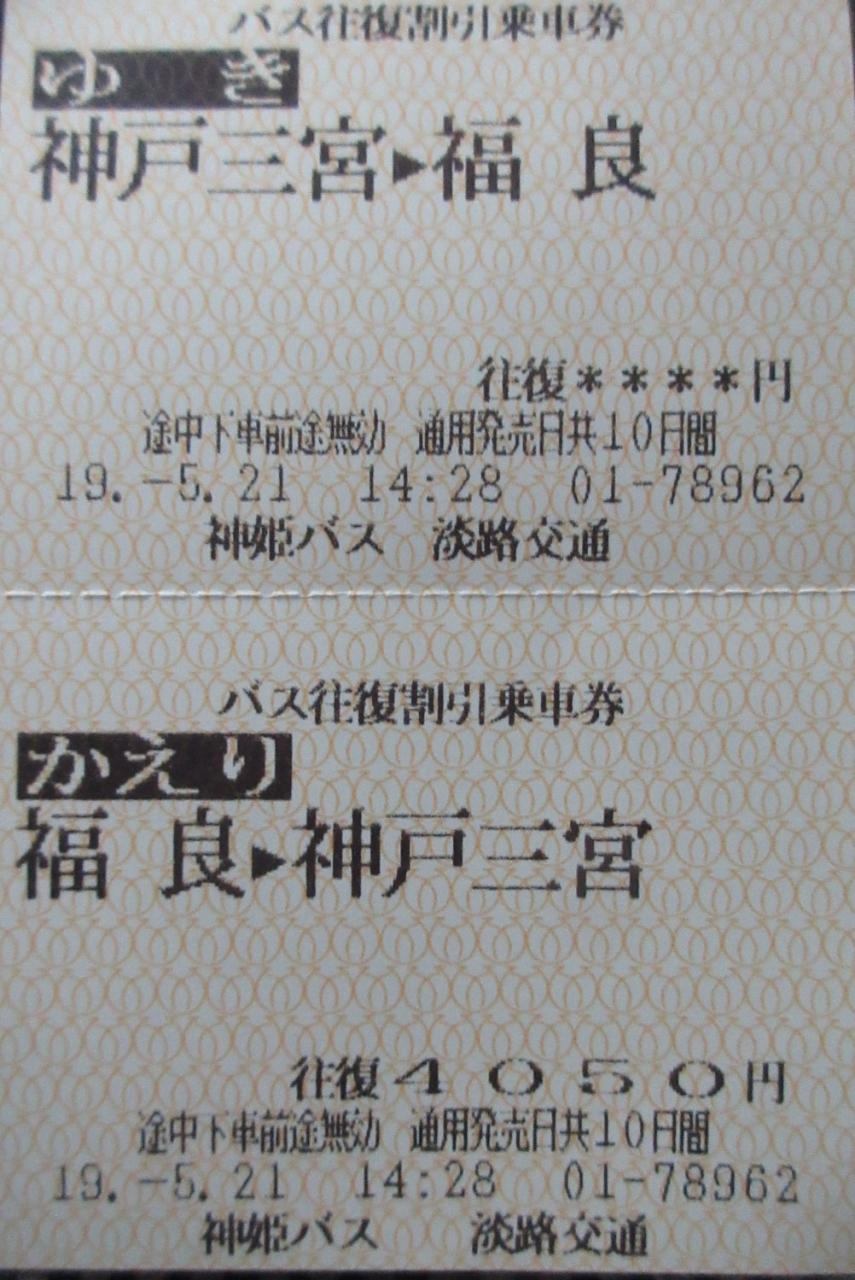 バス往復割引乗車券
ゆき
神戸三宮▶福良
往復＊＊＊＊円
途中下車前途無効 通用発売日共10日間
19.-5.21 14:28 01-78962
神姫バス 淡路交通
バス往復割引乗車券
かえり
福良▶神戸三宮
往復4050円
途中下車前途無効 通用発売日共10日間
19.-5.21 14:28 01-78962
神姫バス 淡路交通